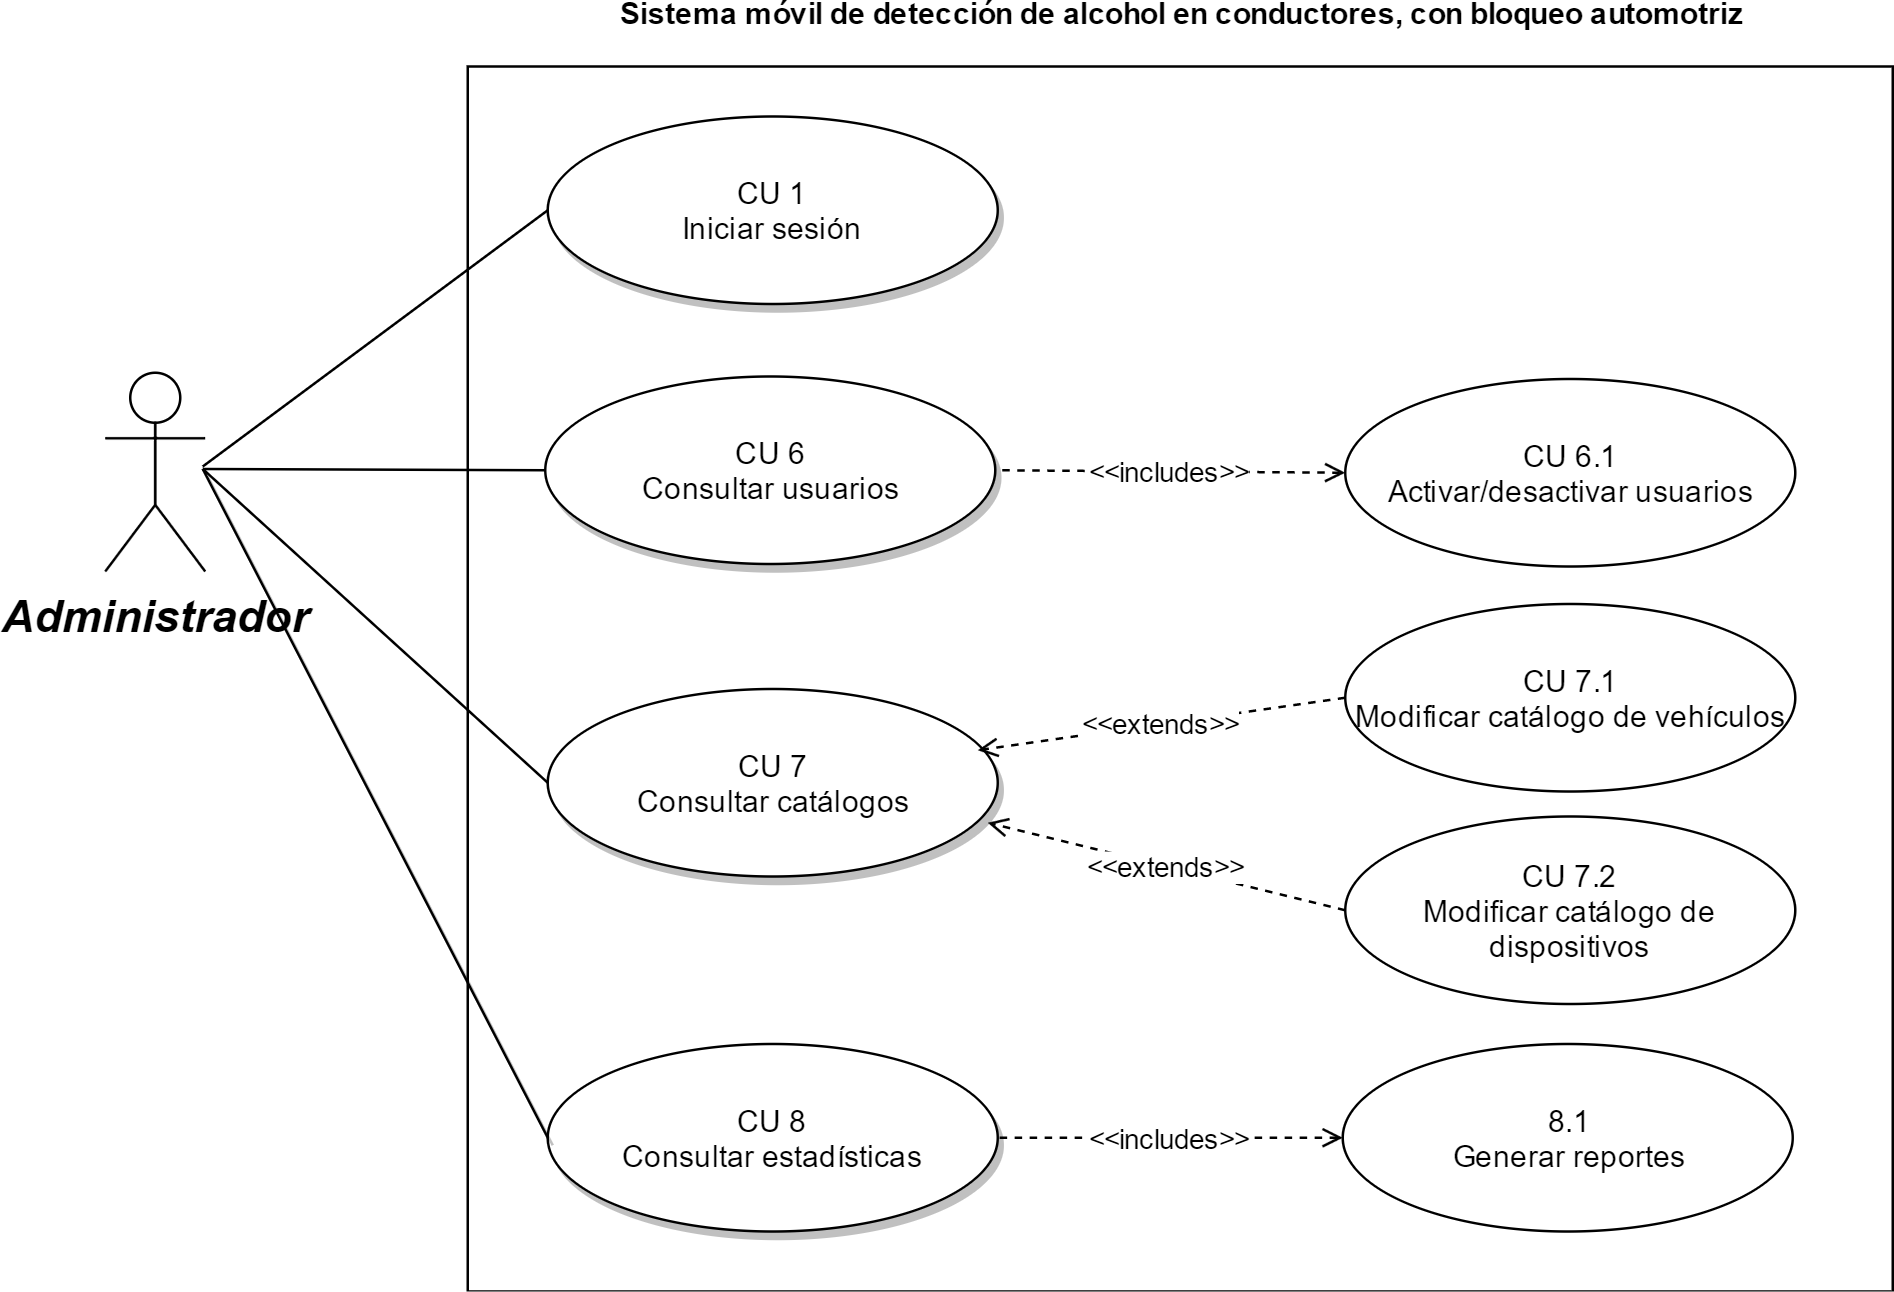 Sistema móvil de detección de alcohol en conductores, con bloqueo automotriz
CU 1
Iniciar sesión
CU 6
Consultar usuarios
<<includes>>
CU 6.1
Activar/desactivar usuarios
Administrador
CU 7
Consultar catálogos
<<extends>>
CU 7.1
Modificar catálogo de vehículos
<<extends>>
CU 7.2
Modificar catálogo de
dispositivos
CU 8
Consultar estadísticas
<<includes>>
8.1
Generar reportes